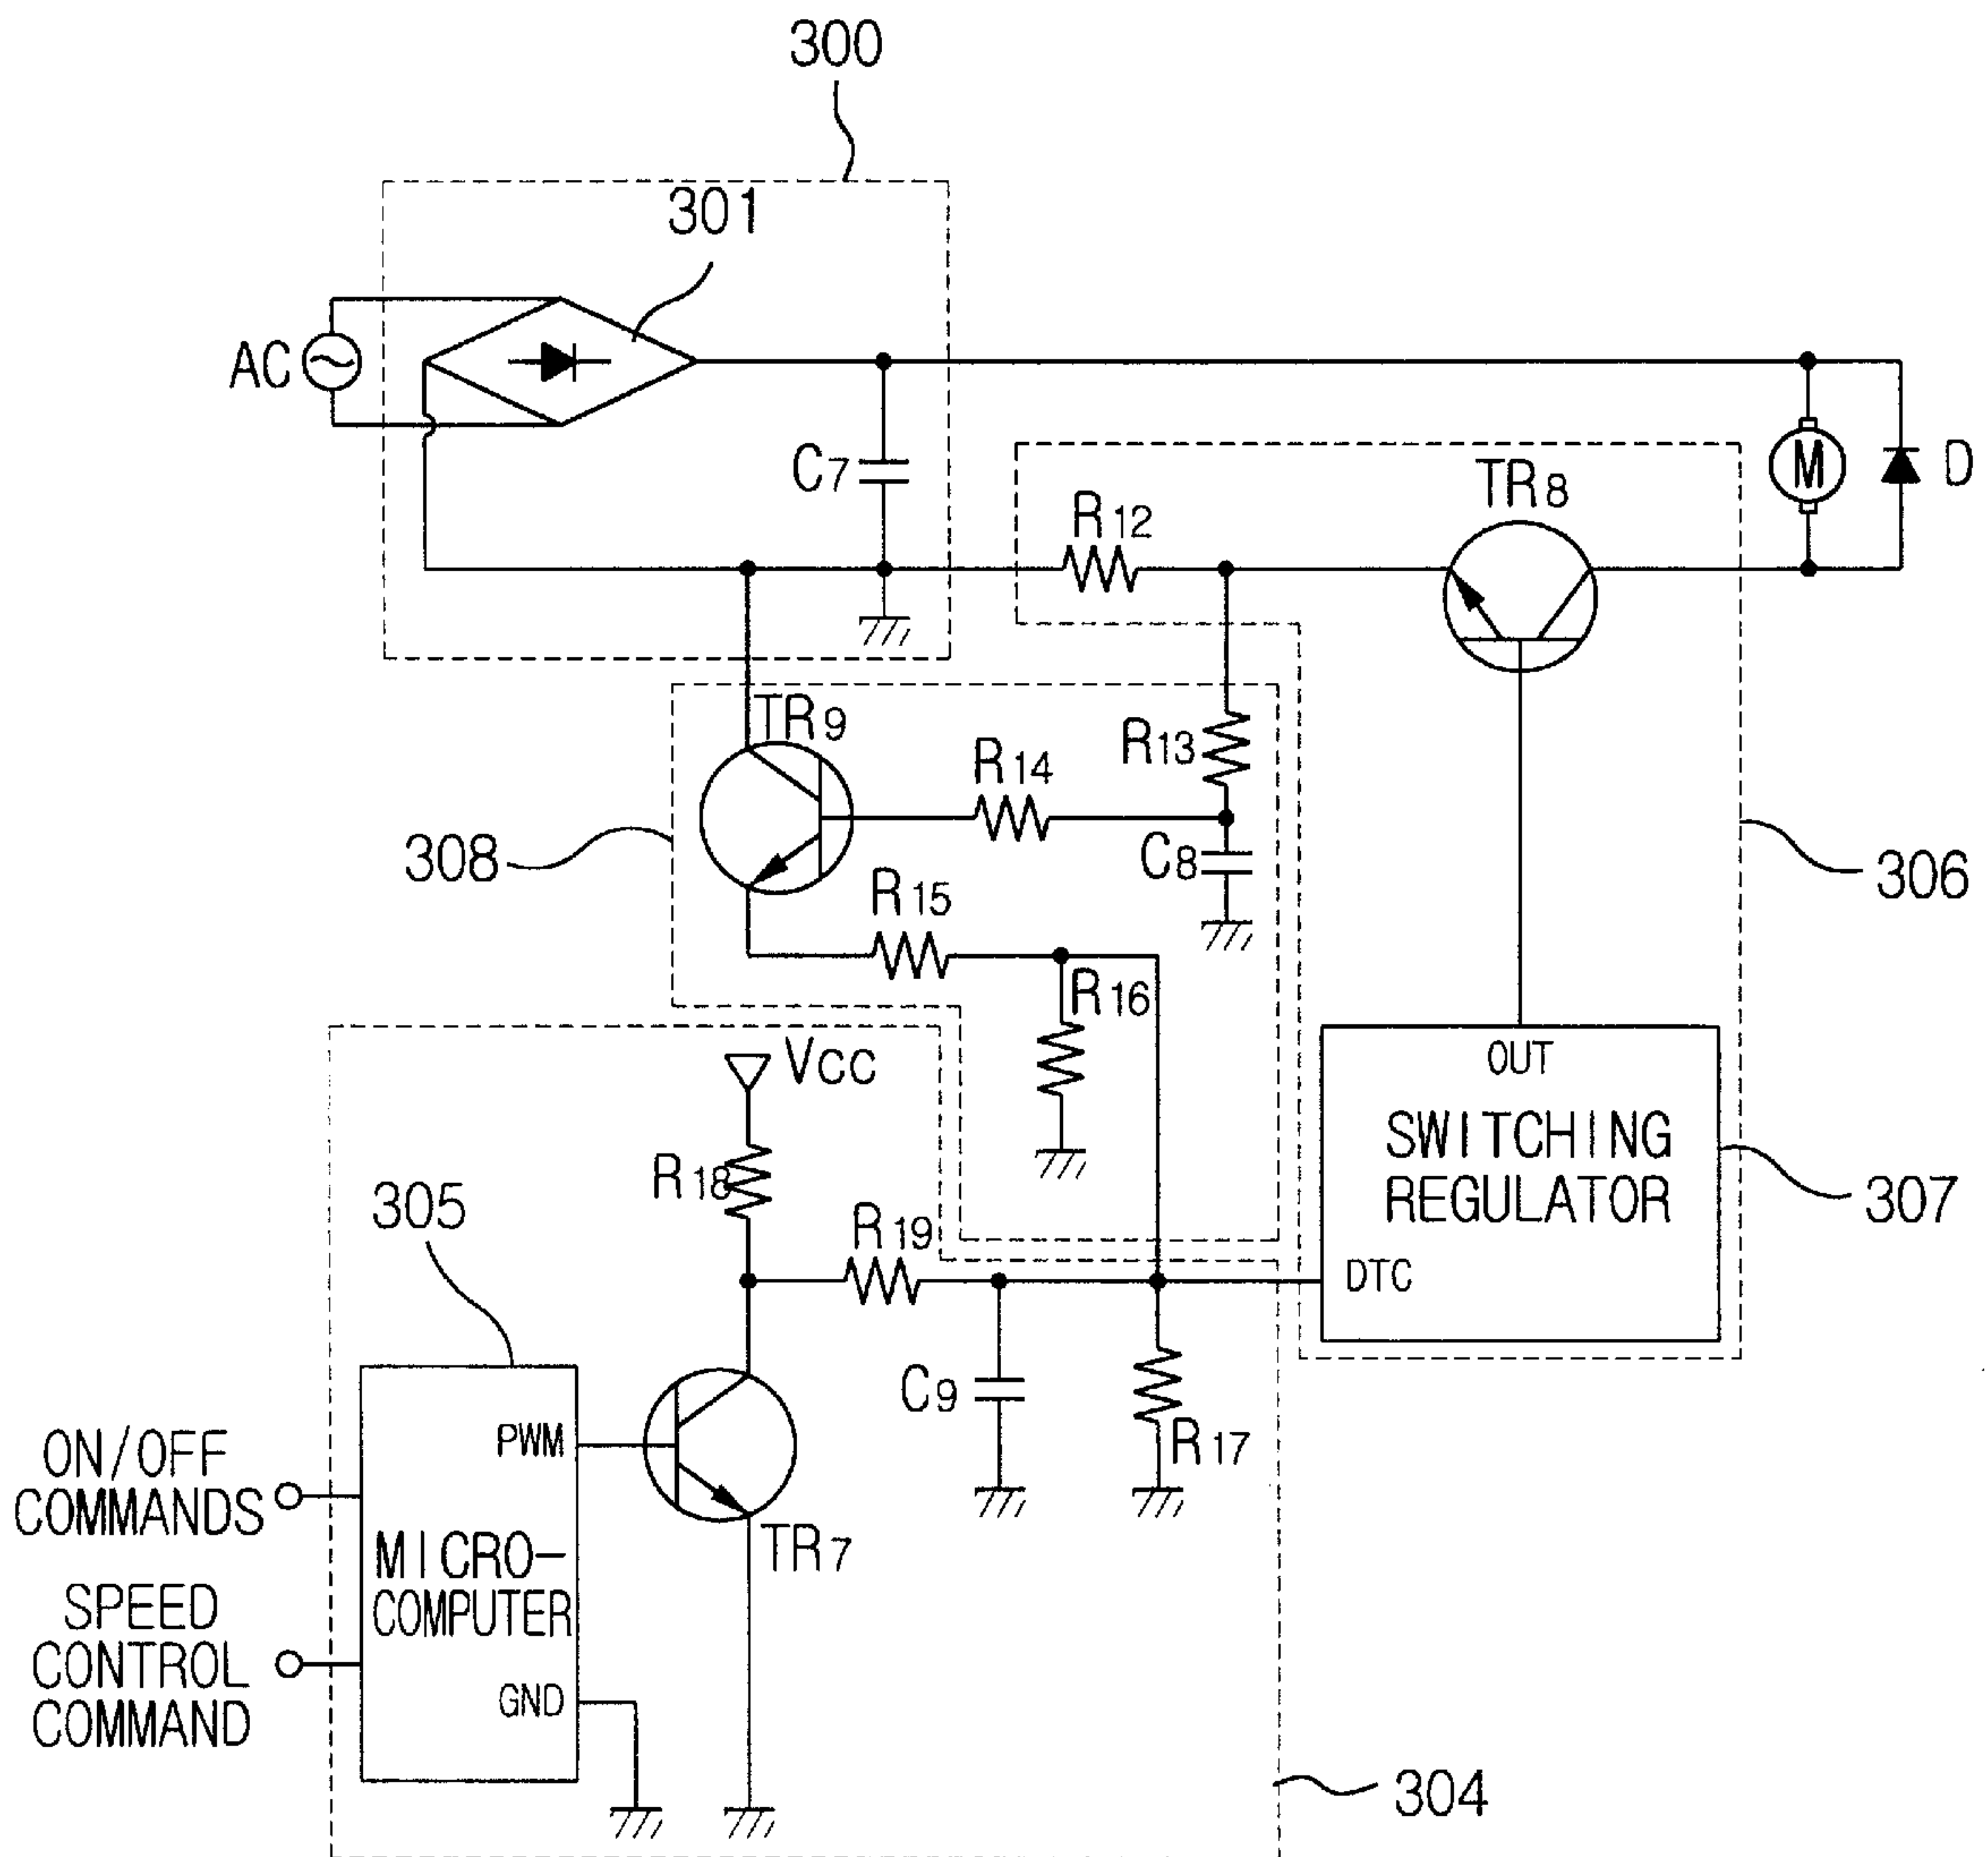 300
301
AC
C7
R12
TR8
M
D
TR9
R13
R14
C8
308
306
R15
R16
VCC
OUT
SWITCHING
REGULATOR
R18
305
307
R19
DTC
C9
PWM
R17
ON/OFF
COMMANDS
TR7
MICRO-
COMPUTER
SPEED
CONTROL
COMMAND
GND
304